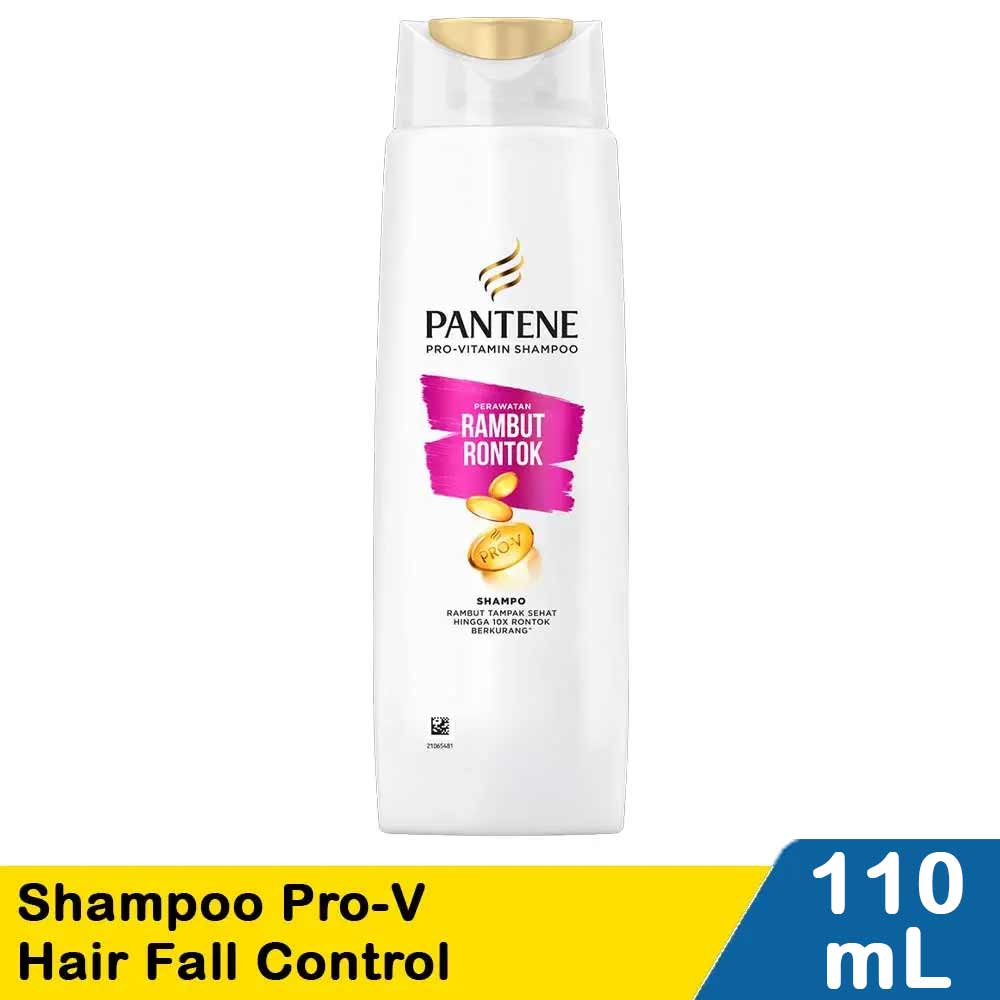 PANTENE
PRO-VITAMIN SHAMPOO
PERAWATAN
RAMBUT
RONTOK
PRO-V
SHAMPO
RAMBUT TAMPAK SEHAT
HINGGA 10X RONTOK
BERKURANG*
21065481
Shampoo Pro-V
Hair Fall Control
110
mL